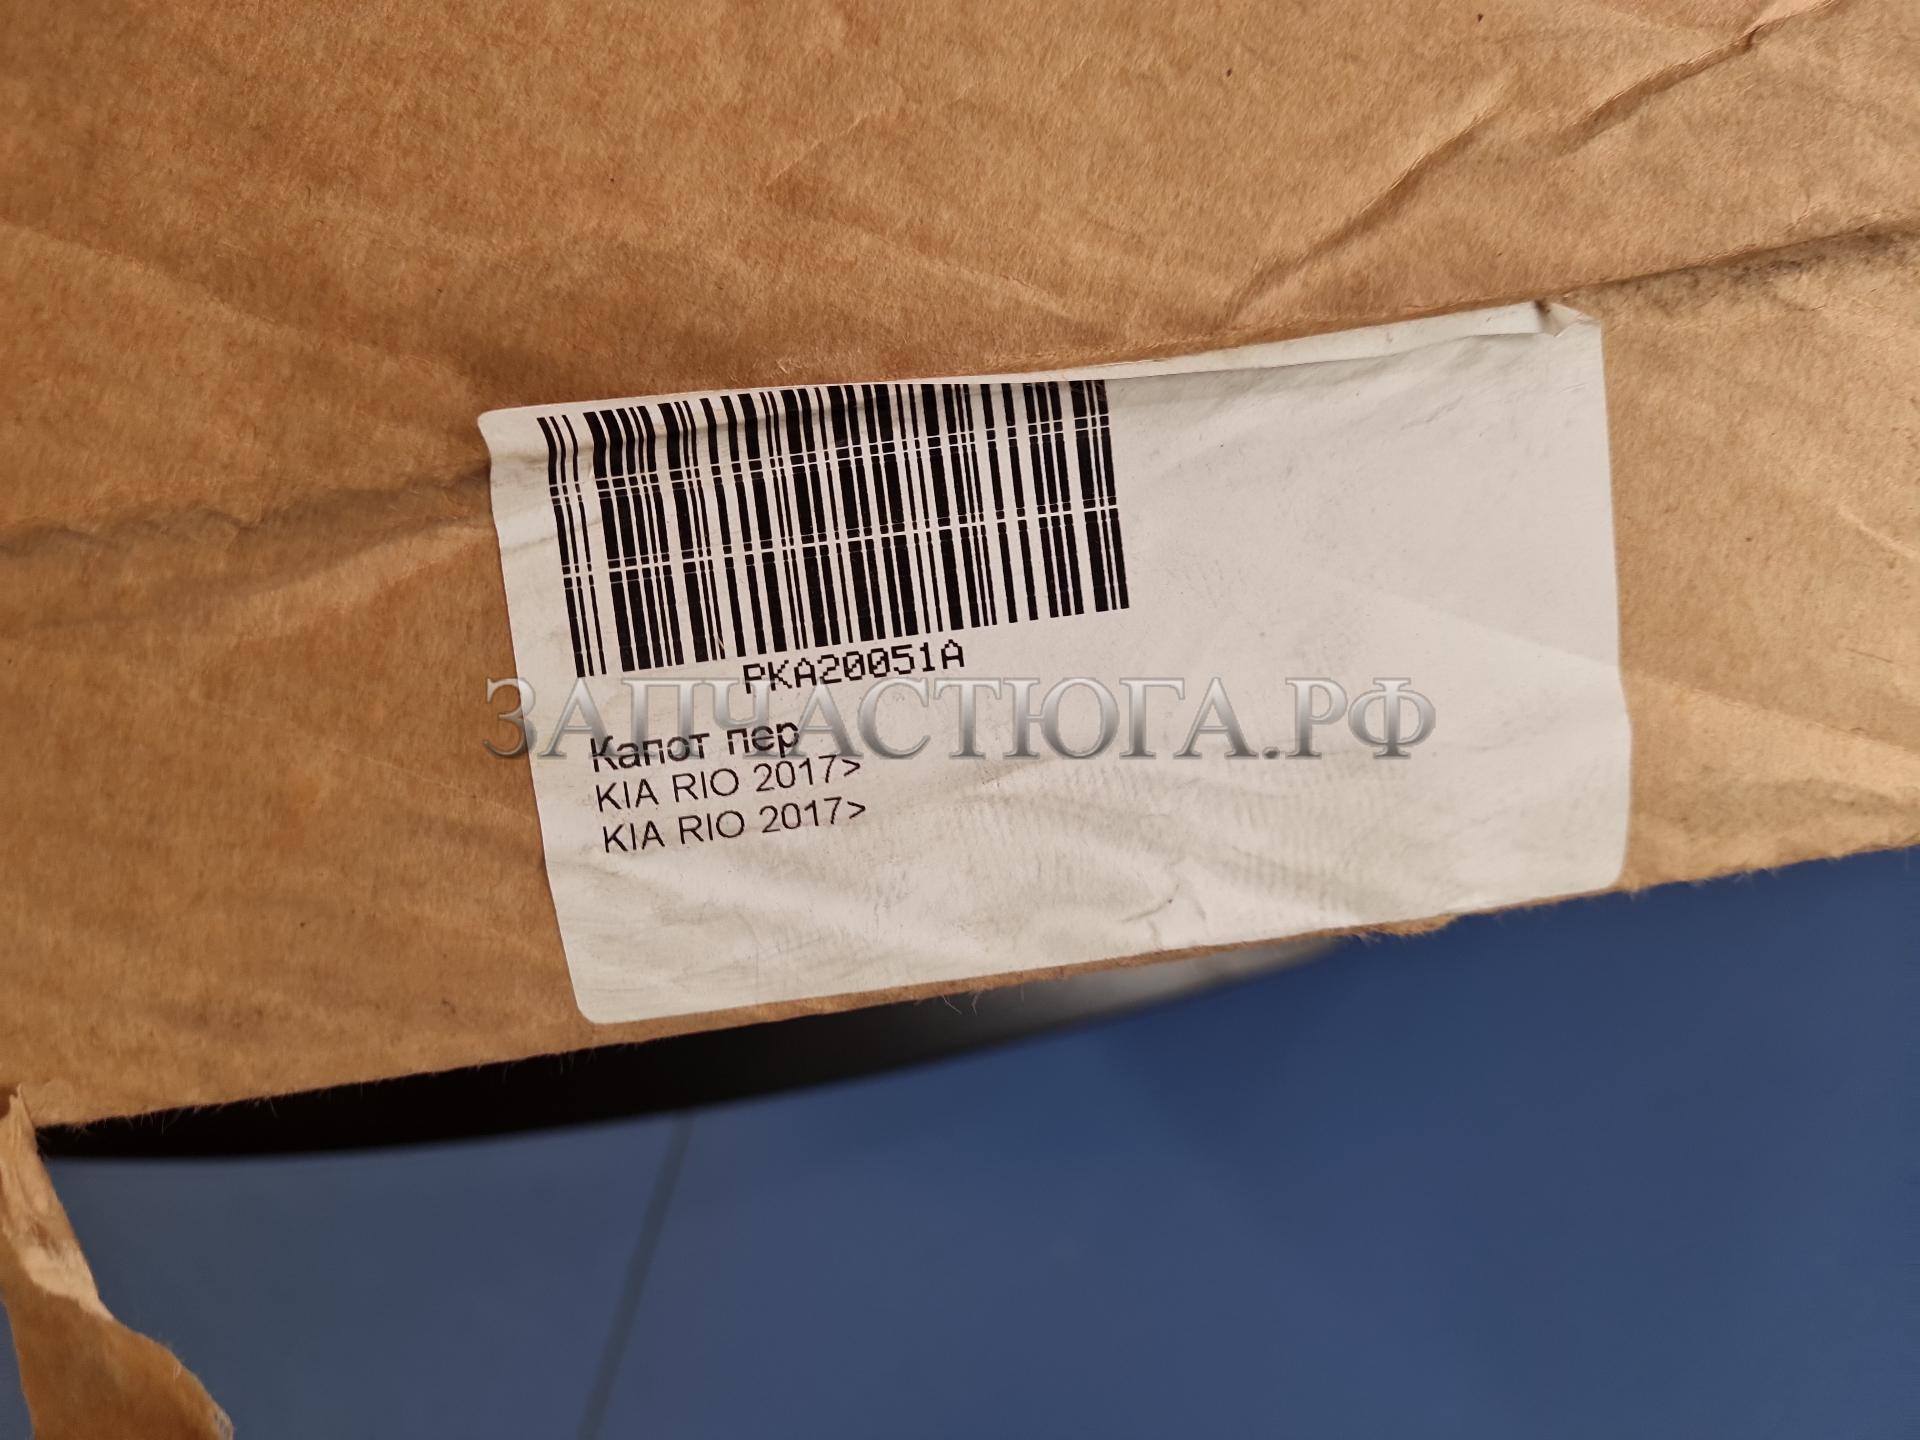 PKA20051A
ЗАПЧАСТЮГА.РФ
Капот пер
KIA RIO 2017>
KIA RIO 2017>